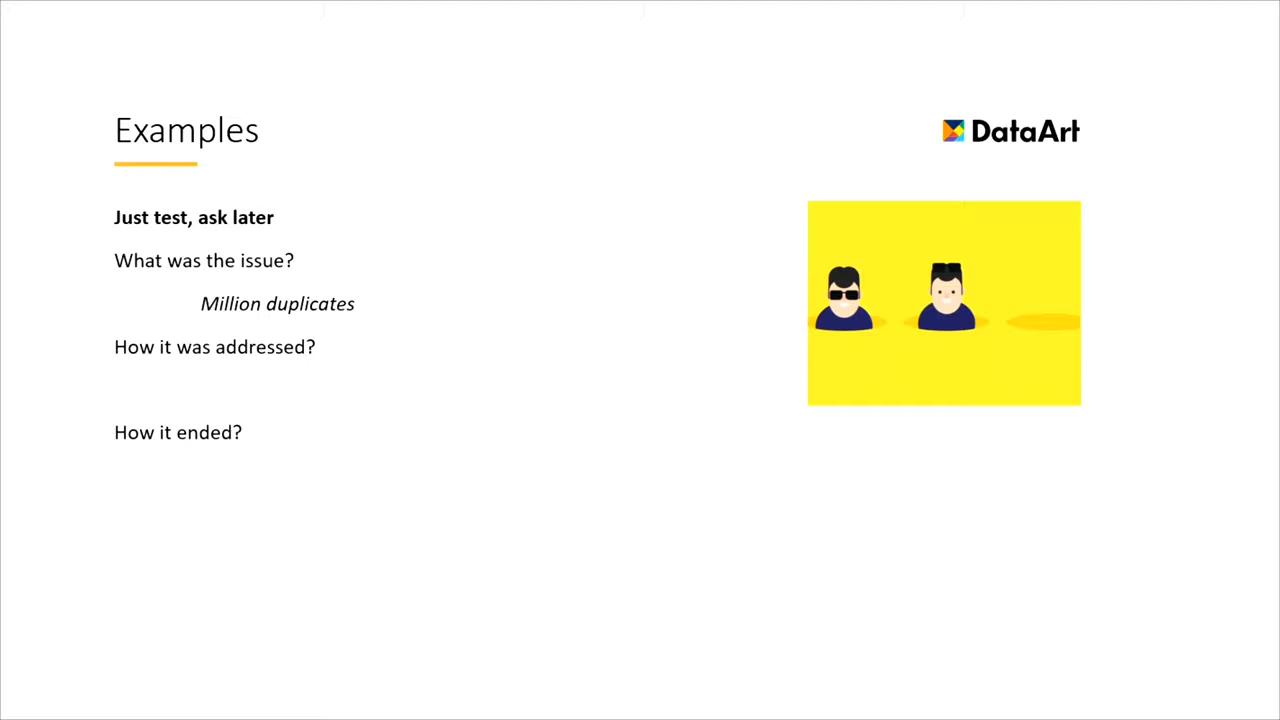 Examples
DataArt
Just test, ask later
What was the issue?
Million duplicates
How it was addressed?
How it ended?